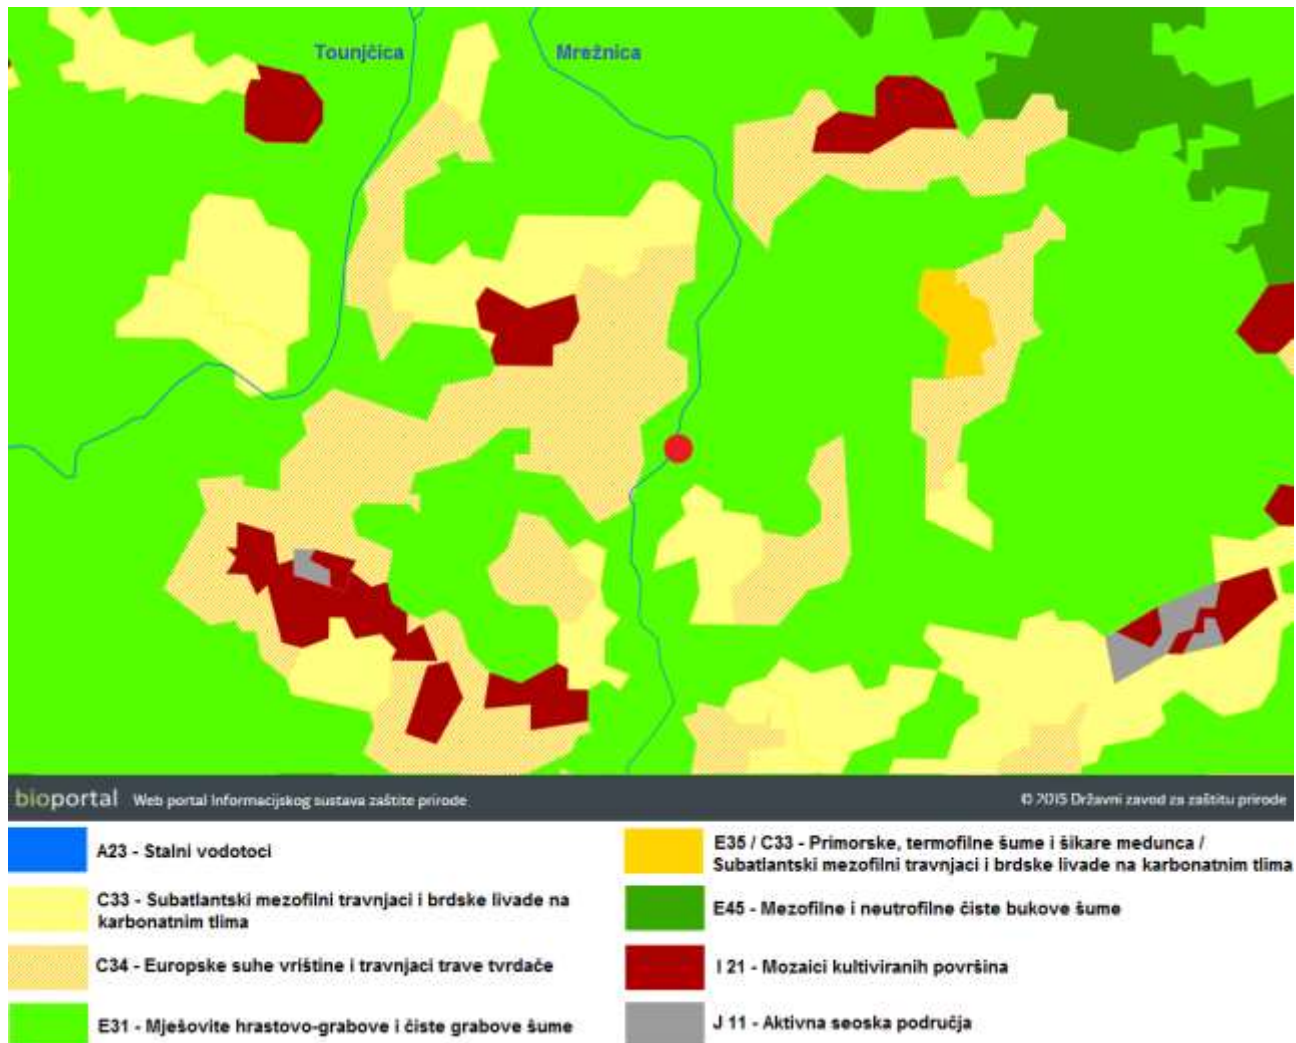 Tounjčica
Mrežnica
bioportal Web portal Informacijskog sustava zaštite prirode
© 2015 Državni zavod za zaštitu prirode
A23 - Stalni vodotoci
C33 - Subatlantski mezofilni travnjaci i brdske livade na
karbonatnim tlima
C34 - Europske suhe vrištine i travnjaci trave tvrdače
E31 - Mješovite hrastovo-grabove i čiste grabove šume
E35 / C33 - Primorske, termofilne šume i šikare medunca /
Subatlantski mezofilni travnjaci i brdske livade na karbonatnim tlima
E45 - Mezofilne i neutrofilne čiste bukove šume
I 21 - Mozaici kultiviranih površina
J 11 - Aktivna seoska područja